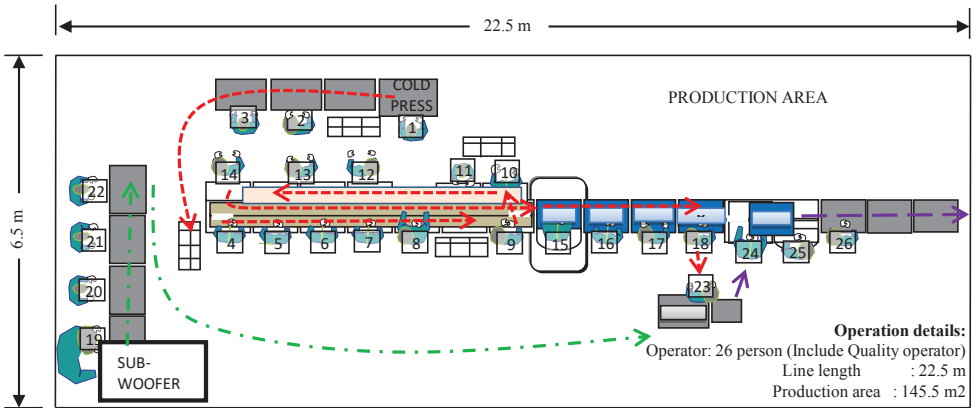 22.5 m
6.5 m
COLD
PRESS
PRODUCTION AREA
3
2
1
14
13
12
11
10
22
21
20
19
4
5
6
7
8
9
15
16
17
18
24
25
26
23
SUB-
WOOFER
Operation details:
Operator: 26 person (Include Quality operator)
Line length : 22.5 m
Production area : 145.5 m2